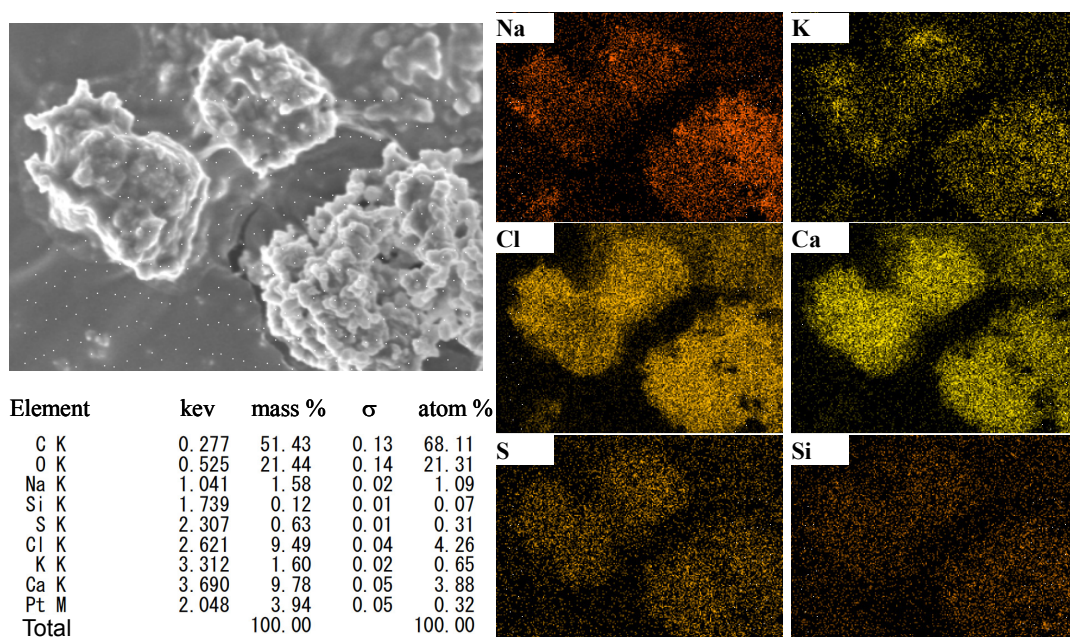 Na
K
Cl
Ca
S
Si
Element kev mass % σ atom %
C K 0.277 51.43 0.13 68.11
O K 0.525 21.44 0.14 21.31
Na K 1.041 1.58 0.02 1.09
Si K 1.739 0.12 0.01 0.07
S K 2.307 0.63 0.01 0.31
Cl K 2.621 9.49 0.04 4.26
K K 3.312 1.60 0.02 0.65
Ca K 3.690 9.78 0.05 3.88
Pt M 2.048 3.94 0.05 0.32
Total 100.00 100.00